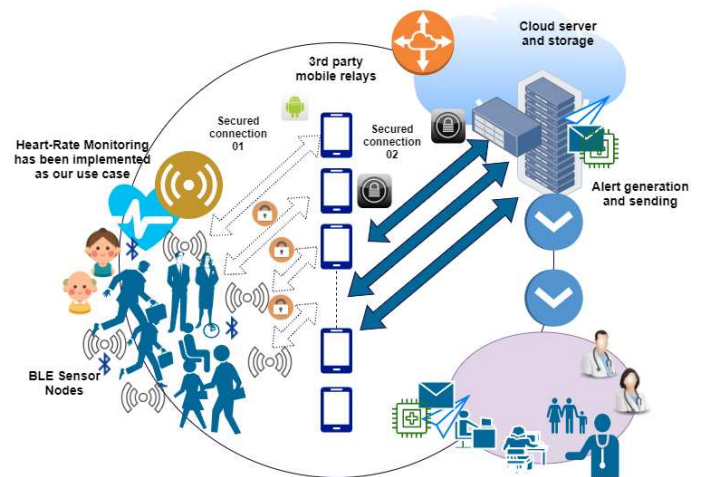 Cloud server
and storage
3rd party
mobile relays
Secured
connection
01
Secured
connection
02
Heart-Rate Monitoring
has been implemented
as our use case
Alert generation
and sending
BLE Sensor
Nodes